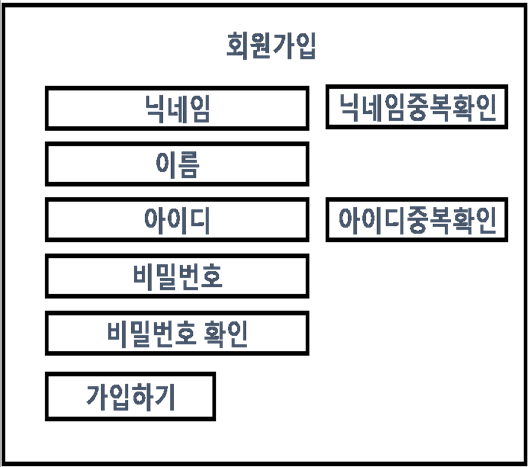 회원가입
닉네임 닉네임중복확인
이름
아이디 아이디중복확인
비밀번호
비밀번호 확인
가입하기